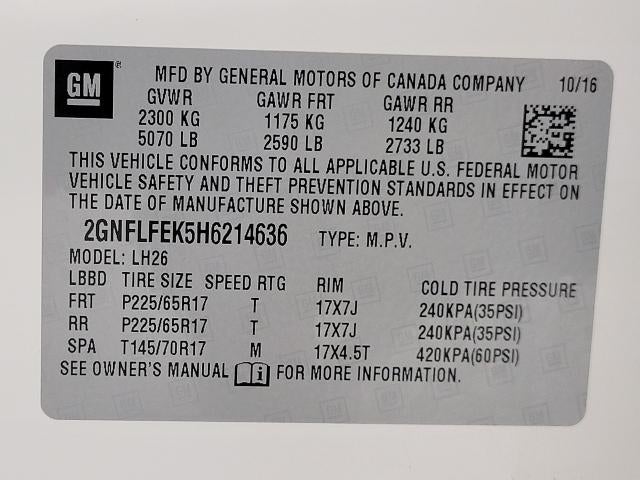 GM ®
MFD BY GENERAL MOTORS OF CANADA COMPANY 10/16
GVWR GAWR FRT GAWR RR
2300 KG 1175 KG 1240 KG
5070 LB 2590 LB 2733 LB
THIS VEHICLE CONFORMS TO ALL APPLICABLE U.S. FEDERAL MOTOR
VEHICLE SAFETY AND THEFT PREVENTION STANDARDS IN EFFECT ON
THE DATE OF MANUFACTURE SHOWN ABOVE.
2GNFLFEK5H6214636 TYPE: M.P.V.
MODEL: LH26
LBBD TIRE SIZE SPEED RTG RIM COLD TIRE PRESSURE
FRT P225/65R17 T 17X7J 240KPA(35PSI)
RR P225/65R17 T 17X7J 240KPA(35PSI)
SPA T145/70R17 M 17X4.5T 420KPA(60PSI)
SEE OWNER'S MANUAL i FOR MORE INFORMATION.